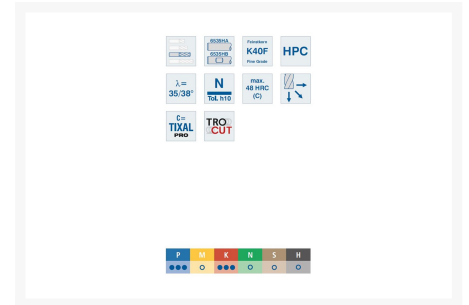 6535HA
6535HB
Feinstkorn
K40F
Fine Grade
HPC
λ=
35/38°
N
Tol. h10
max.
48 HRC
(C)
C=
TIXAL
PRO
TRO
CUT
P M K N S H